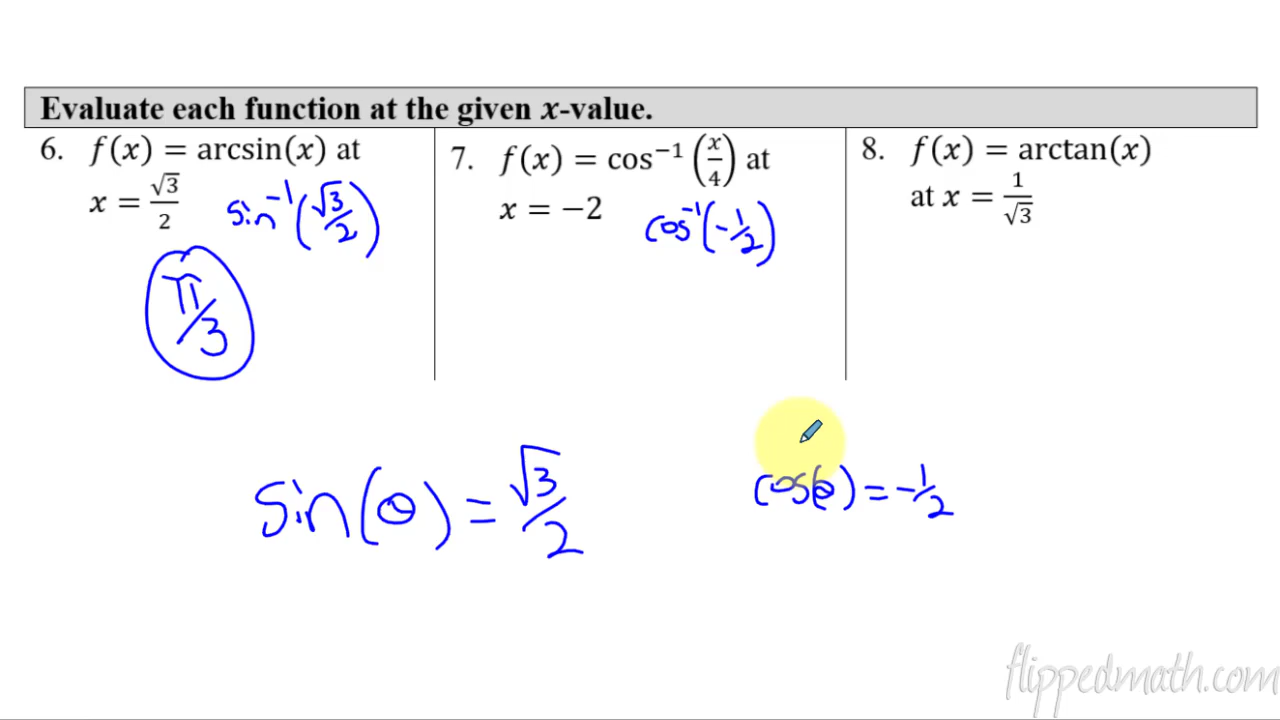 Evaluate each function at the given x-value.
6. f(x) = arcsin(x) at
x = √3/2
sin⁻¹(√3/2)
π/3
7. f(x) = cos⁻¹(x/4) at
x = −2
cos⁻¹(-1/2)
8. f(x) = arctan(x)
at x = 1/√3
sin(θ) = √3/2
cos(θ) = -1/2
flippedmath.com